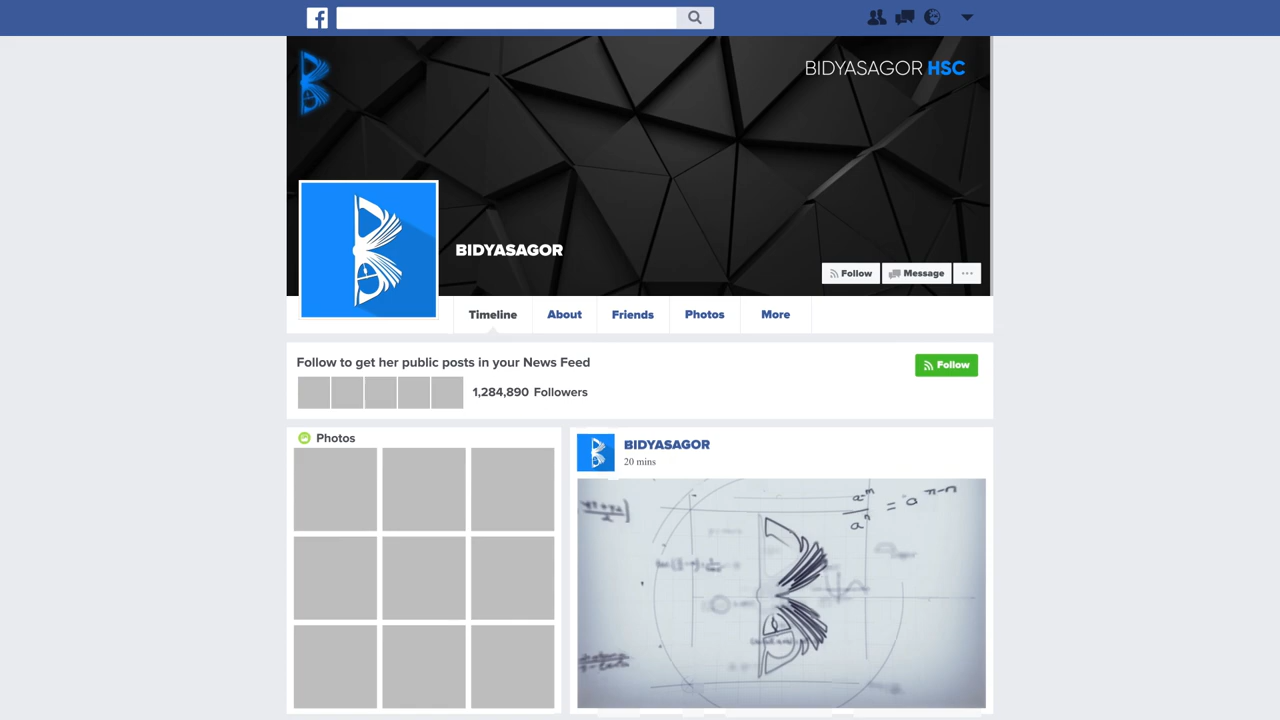 f
BIDYASAGOR HSC
BIDYASAGOR
Follow
Message
Timeline
About
Friends
Photos
More
Follow to get her public posts in your News Feed
Follow
1,284,890 Followers
Photos
BIDYASAGOR
20 mins
a^m / a^n = a^m-n